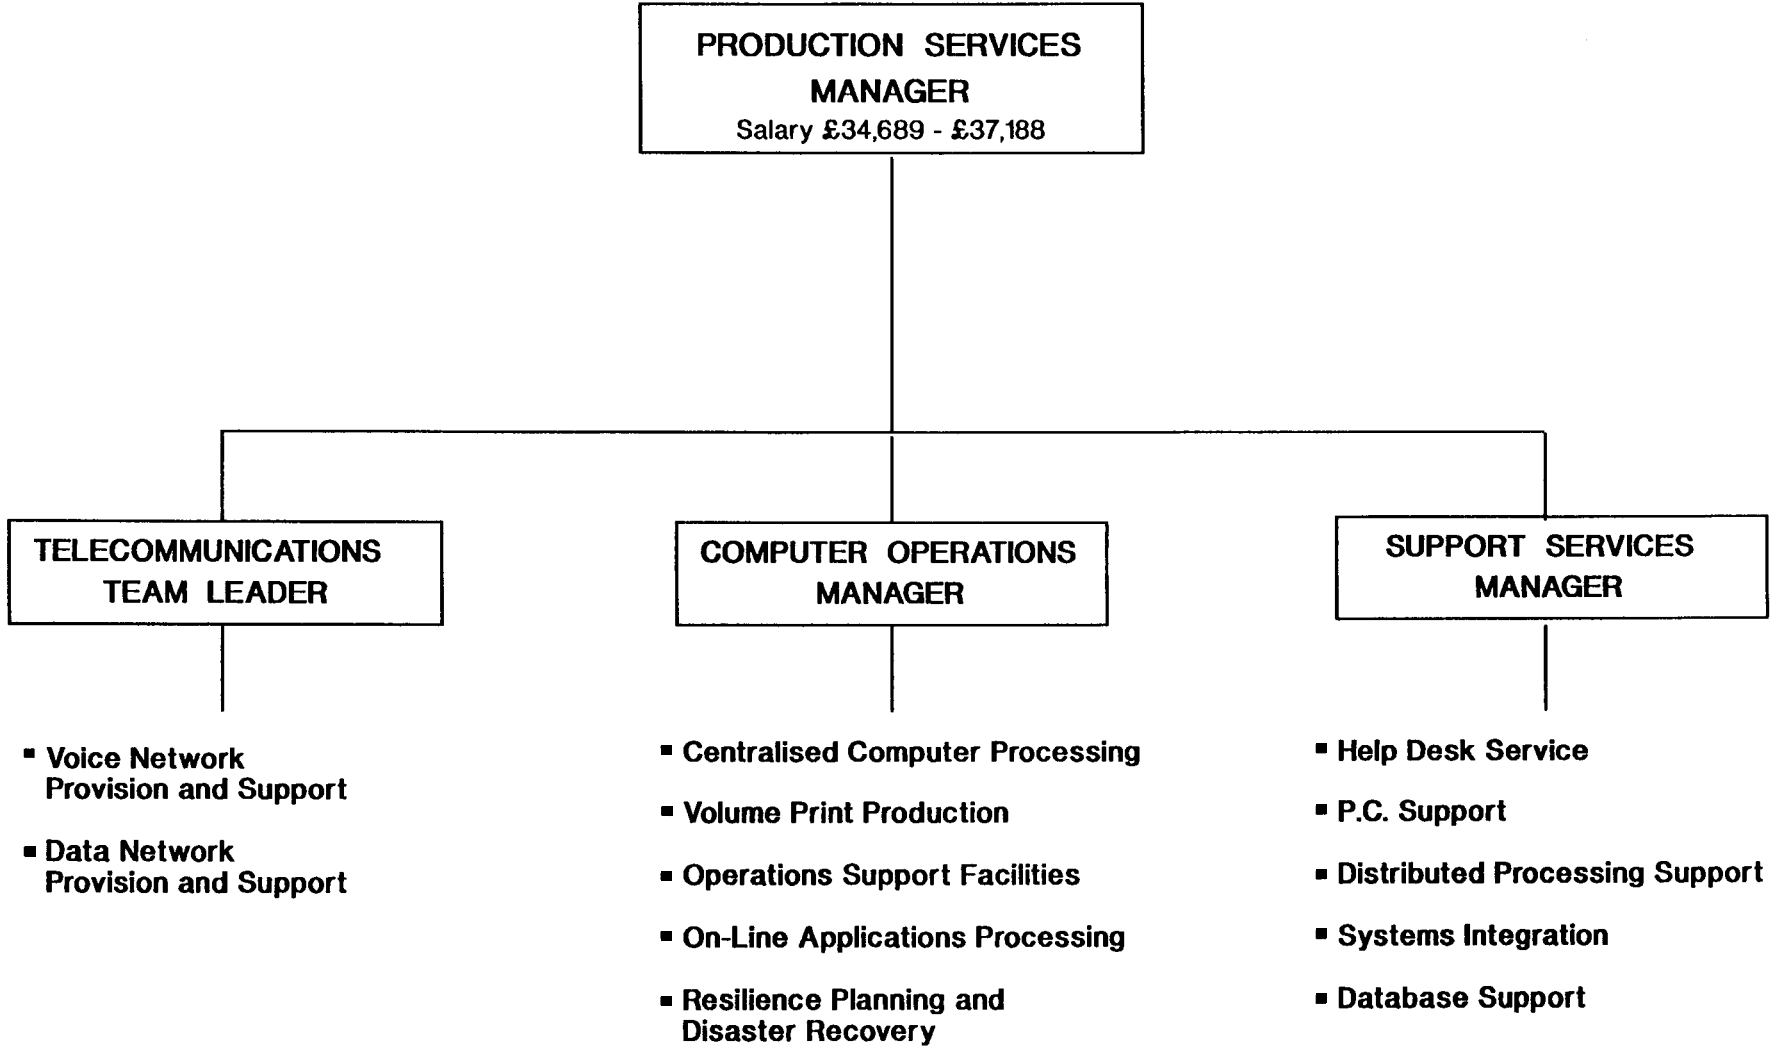 PRODUCTION SERVICES
MANAGER
Salary £34,689 - £37,188
TELECOMMUNICATIONS
TEAM LEADER
COMPUTER OPERATIONS
MANAGER
SUPPORT SERVICES
MANAGER
▪ Voice Network
Provision and Support
▪ Data Network
Provision and Support
▪ Centralised Computer Processing
▪ Volume Print Production
▪ Operations Support Facilities
▪ On-Line Applications Processing
▪ Resilience Planning and
Disaster Recovery
▪ Help Desk Service
▪ P.C. Support
▪ Distributed Processing Support
▪ Systems Integration
▪ Database Support